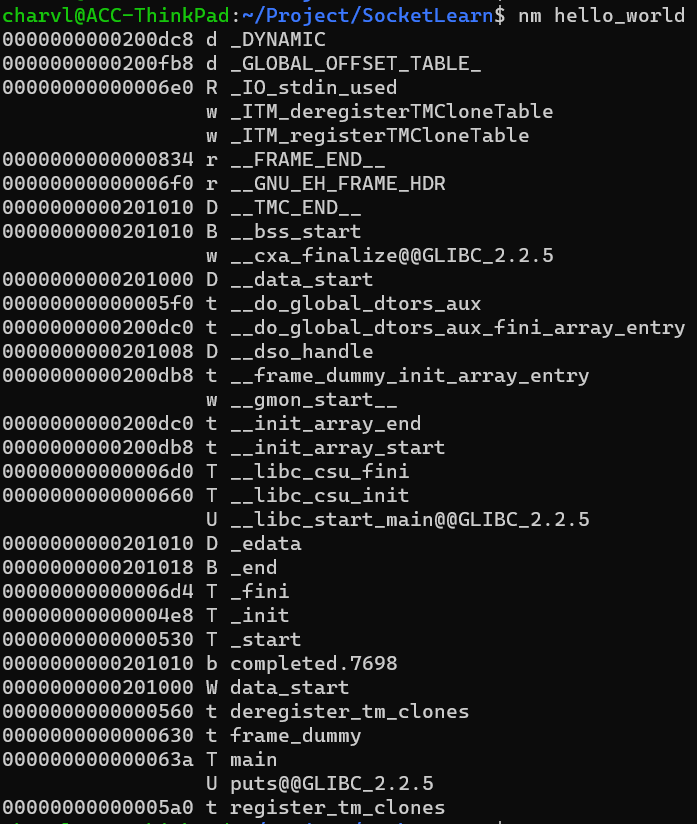 charvl@ACC-ThinkPad:~/Project/SocketLearn$ nm hello_world
0000000000200dc8 d _DYNAMIC
0000000000200fb8 d _GLOBAL_OFFSET_TABLE_
00000000000006e0 R _IO_stdin_used
                 w _ITM_deregisterTMCloneTable
                 w _ITM_registerTMCloneTable
0000000000000834 r __FRAME_END__
00000000000006f0 r __GNU_EH_FRAME_HDR
0000000000201010 D __TMC_END__
0000000000201010 B __bss_start
                 w __cxa_finalize@@GLIBC_2.2.5
0000000000201000 D __data_start
00000000000005f0 t __do_global_dtors_aux
0000000000200dc0 t __do_global_dtors_aux_fini_array_entry
0000000000201008 D __dso_handle
0000000000200db8 t __frame_dummy_init_array_entry
                 w __gmon_start__
0000000000200dc0 t __init_array_end
0000000000200db8 t __init_array_start
00000000000006d0 T __libc_csu_fini
0000000000000660 T __libc_csu_init
                 U __libc_start_main@@GLIBC_2.2.5
0000000000201010 D _edata
0000000000201018 B _end
00000000000006d4 T _fini
00000000000004e8 T _init
0000000000000530 T _start
0000000000201010 b completed.7698
0000000000201000 W data_start
0000000000000560 t deregister_tm_clones
0000000000000630 t frame_dummy
000000000000063a T main
                 U puts@@GLIBC_2.2.5
00000000000005a0 t register_tm_clones